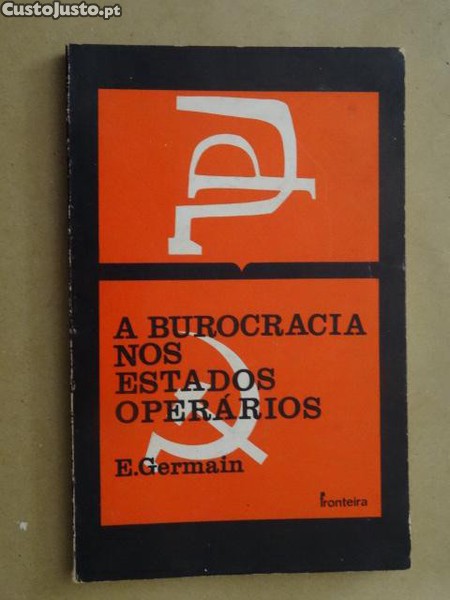 CustoJusto.pt
A BUROCRACIA
NOS
ESTADOS
OPERÁRIOS
E.Germain
fronteira